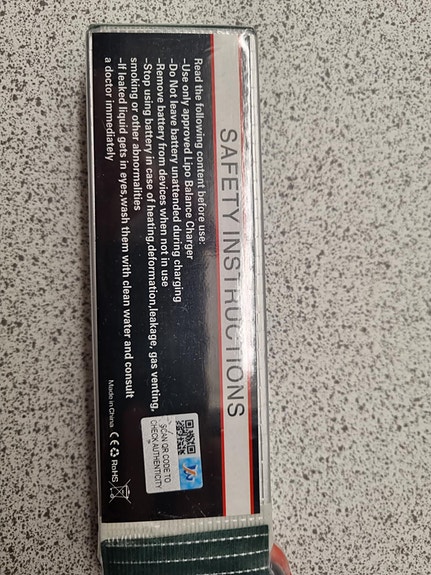 SAFETY INSTRUCTIONS
Read the following content before use:
-Use only approved Lipo Balance Charger
-Do Not leave battery unattended during charging
-Remove battery from devices when not in use
-Stop using battery in case of heating,deformation,leakage, gas venting,
smoking or other abnormalities
-If leaked liquid gets in eyes,wash them with clean water and consult
a doctor immediately
SCAN QR CODE TO
CHECK AUTHENTICITY
Made in China CE RoHS